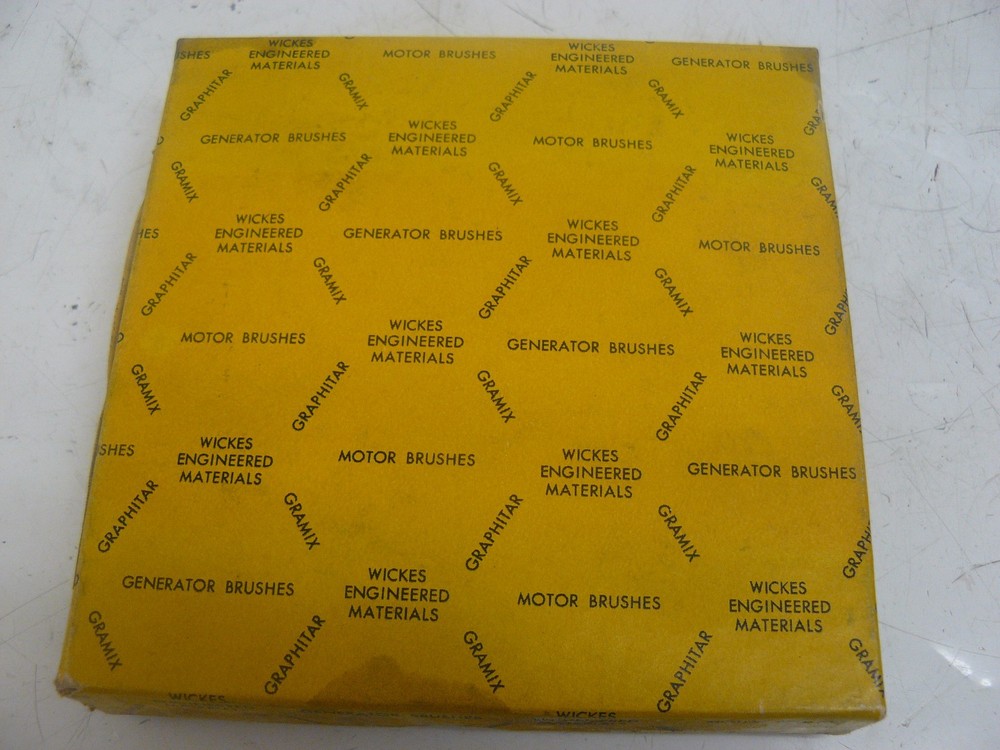 WICKES
ENGINEERED
MATERIALS
MOTOR BRUSHES
WICKES
ENGINEERED
MATERIALS
GENERATOR BRUSHES
GRAPHITAR
GRAMIX
GRAPHITAR
GRAMIX
GENERATOR BRUSHES
WICKES
ENGINEERED
MATERIALS
MOTOR BRUSHES
WICKES
ENGINEERED
MATERIALS
GRAMIX
GRAPHITAR
GRAMIX
GRAPHITAR
WICKES
ENGINEERED
MATERIALS
GENERATOR BRUSHES
WICKES
ENGINEERED
MATERIALS
MOTOR BRUSHES
GRAPHITAR
GRAMIX
GRAPHITAR
GRAMIX
MOTOR BRUSHES
WICKES
ENGINEERED
MATERIALS
GENERATOR BRUSHES
WICKES
ENGINEERED
MATERIALS
GRAMIX
GRAPHITAR
GRAMIX
GRAPHITAR
WICKES
ENGINEERED
MATERIALS
MOTOR BRUSHES
WICKES
ENGINEERED
MATERIALS
GENERATOR BRUSHES
GRAPHITAR
GRAMIX
GRAPHITAR
GRAMIX
GENERATOR BRUSHES
WICKES
ENGINEERED
MATERIALS
MOTOR BRUSHES
WICKES
ENGINEERED
MATERIALS
GRAMIX
GRAPHITAR
GRAMIX
GRAPHITAR
WICKES
WICKES